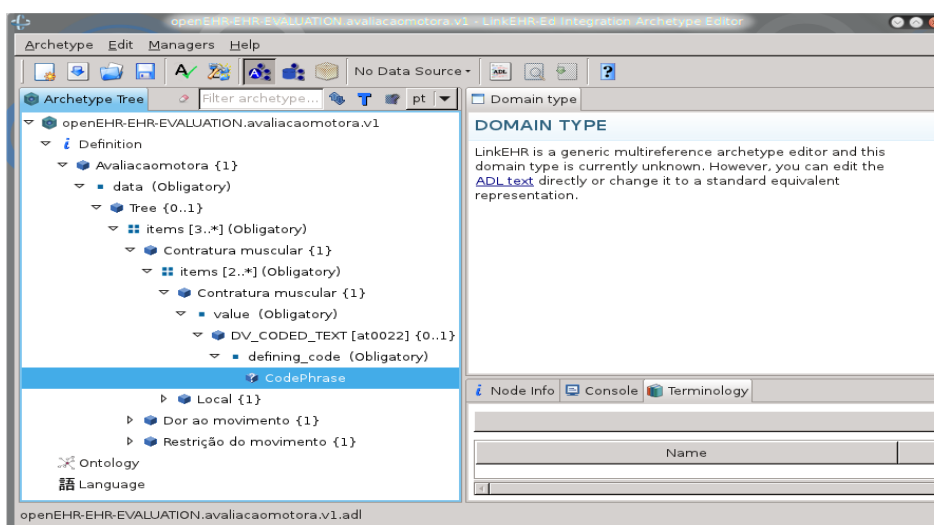 openEHR-EHR-EVALUATION.avaliacaomotora.v1 - LinkEHR-Ed Integration Archetype Editor
Archetype Edit Managers Help
No Data Source
ADL
Archetype Tree
Filter archetype...
pt
openEHR-EHR-EVALUATION.avaliacaomotora.v1
Definition
Avaliacaomotora {1}
data (Obligatory)
Tree {0..1}
items [3..*] (Obligatory)
Contratura muscular {1}
items [2..*] (Obligatory)
Contratura muscular {1}
value (Obligatory)
DV_CODED_TEXT [at0022] {0..1}
defining_code (Obligatory)
CodePhrase
Local {1}
Dor ao movimento {1}
Restrição do movimento {1}
Ontology
語 Language
Domain type
DOMAIN TYPE
LinkEHR is a generic multireference archetype editor and this
domain type is currently unknown. However, you can edit the
ADL text directly or change it to a standard equivalent
representation.
Node Info Console Terminology
Name
openEHR-EHR-EVALUATION.avaliacaomotora.v1.adl